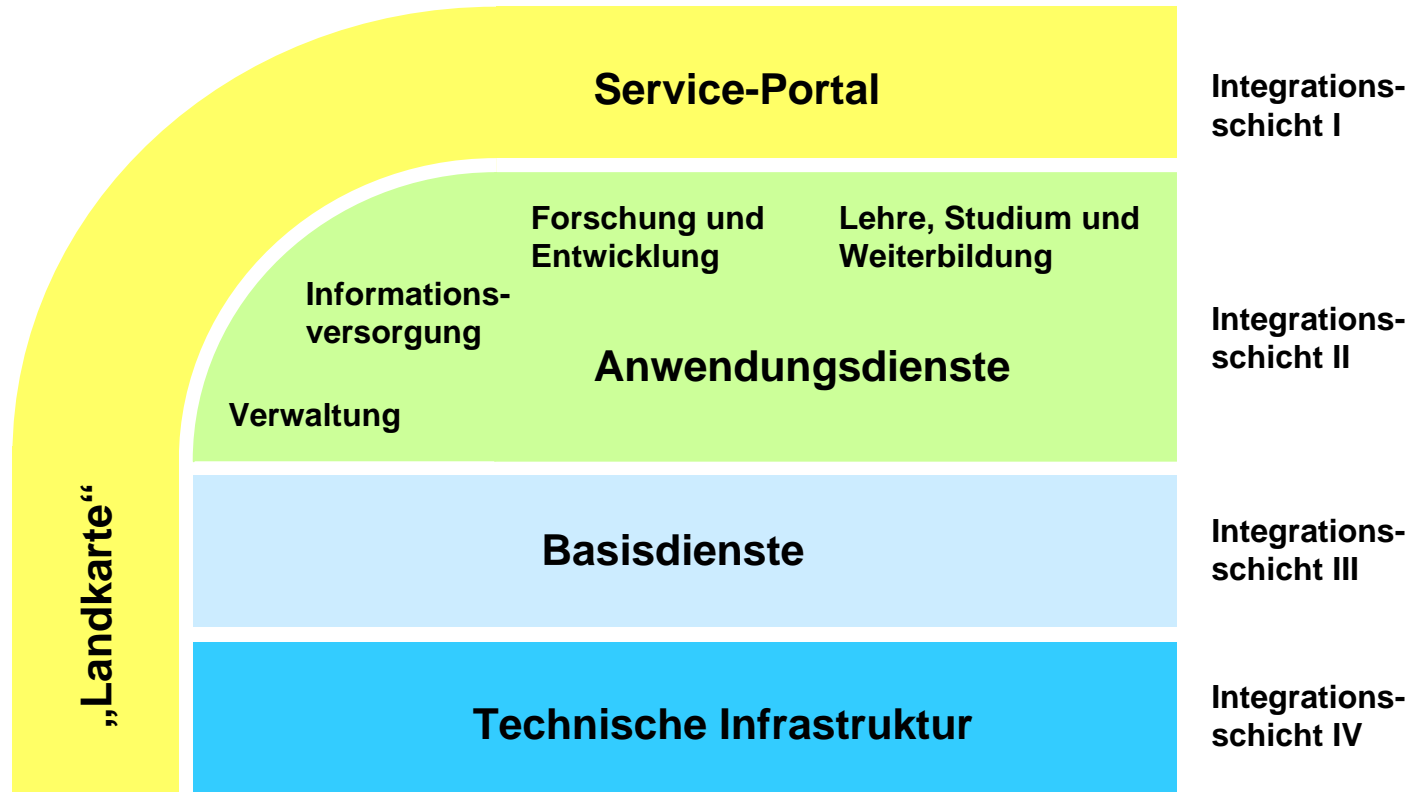 Service-Portal
Integrations-
schicht I
Forschung und
Entwicklung
Lehre, Studium und
Weiterbildung
Informations-
versorgung
Anwendungsdienste
Verwaltung
Integrations-
schicht II
„Landkarte“
Basisdienste
Integrations-
schicht III
Technische Infrastruktur
Integrations-
schicht IV